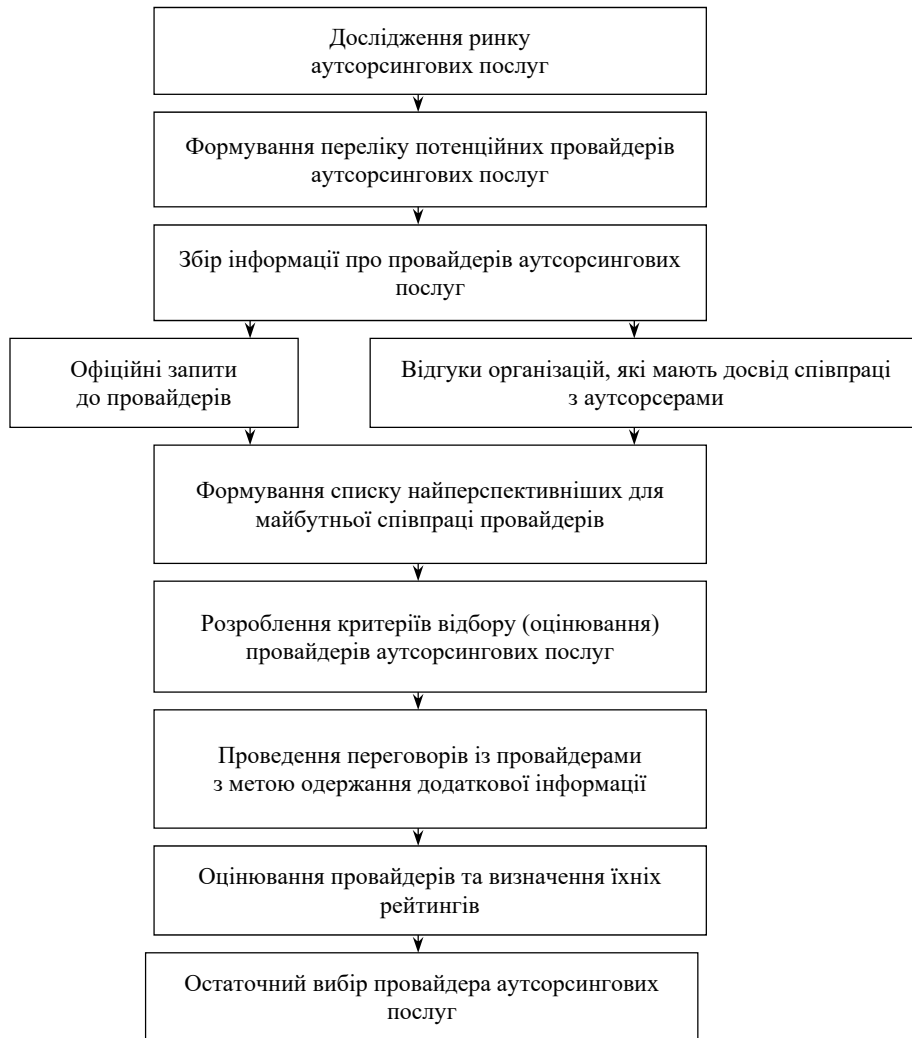 Дослідження ринку
аутсорсингових послуг
Формування переліку потенційних провайдерів
аутсорсингових послуг
Збір інформації про провайдерів аутсорсингових
послуг
Офіційні запити
до провайдерів
Відгуки організацій, які мають досвід співпраці
з аутсорсерами
Формування списку найперспективніших для
майбутньої співпраці провайдерів
Розроблення критеріїв відбору (оцінювання)
провайдерів аутсорсингових послуг
Проведення переговорів із провайдерами
з метою одержання додаткової інформації
Оцінювання провайдерів та визначення їхніх
рейтингів
Остаточний вибір провайдера аутсорсингових
послуг